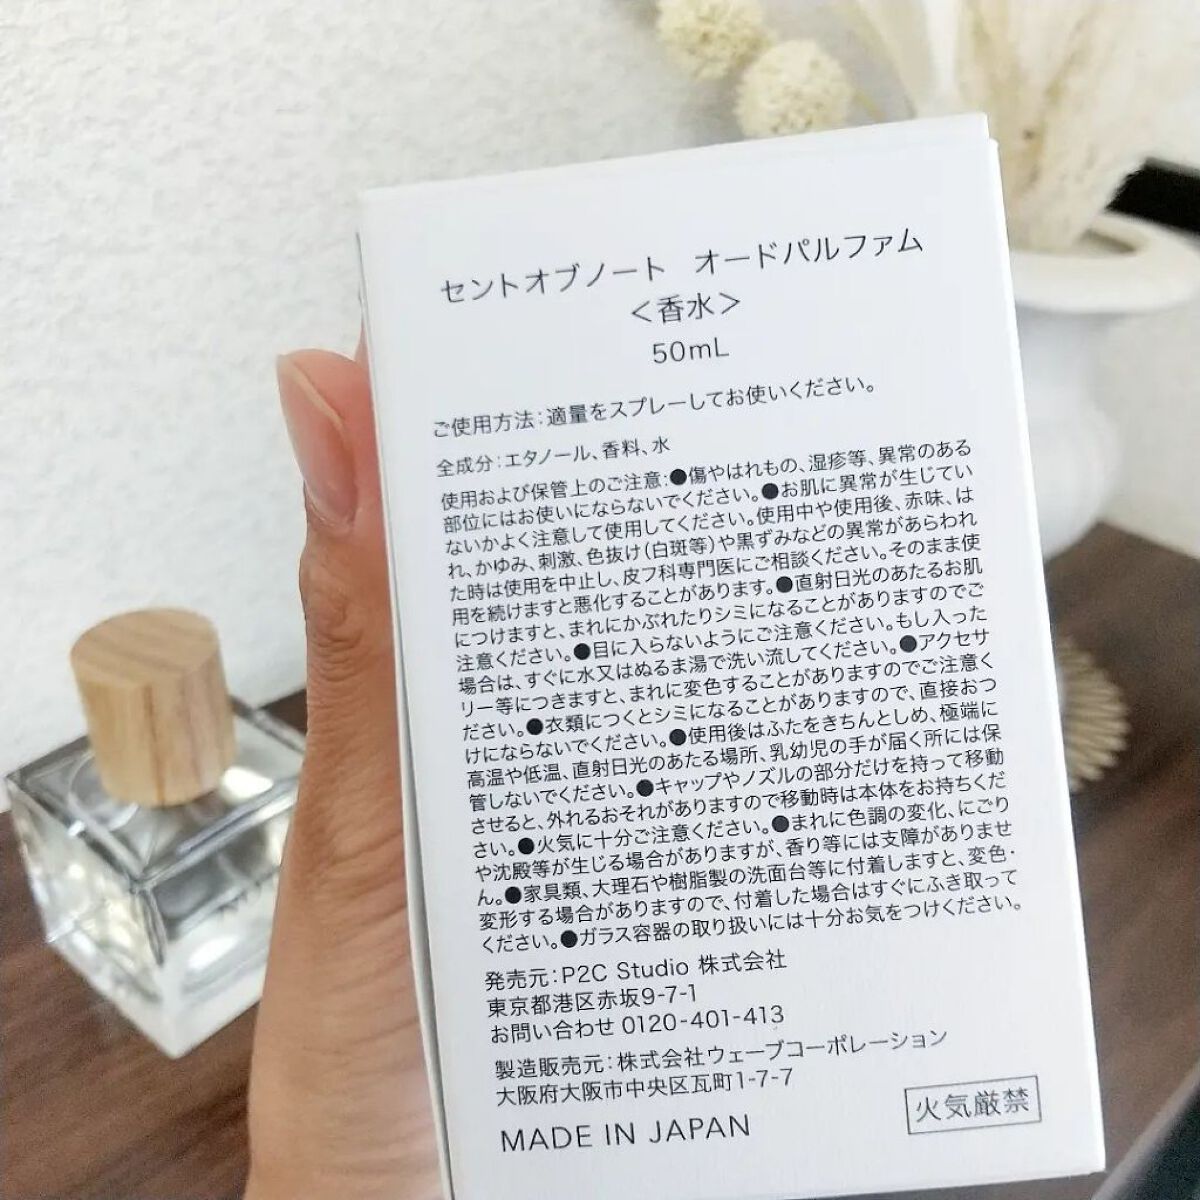 セントオブノート オードパルファム
＜香水＞
50mL
ご使用方法:適量をスプレーしてお使いください。
全成分:エタノール、香料、水
使用および保管上のご注意:●傷やはれもの、湿疹等、異常のある
部位にはお使いにならないでください。●お肌に異常が生じてい
ないかよく注意して使用してください。使用中や使用後、赤味、は
れ、かゆみ、刺激、色抜け(白斑等)や黒ずみなどの異常があらわれ
た時は使用を中止し、皮フ科専門医にご相談ください。そのまま使
用を続けますと悪化することがあります。●直射日光のあたるお肌
につけますと、まれにかぶれたりシミになることがありますのでご
注意ください。●目に入らないようにご注意ください。もし入った
場合は、すぐに水又はぬるま湯で洗い流してください。●アクセサ
リー等につきますと、まれに変色することがありますのでご注意く
ださい。●衣類につくとシミになることがありますので、直接おつ
けにならないでください。●使用後はふたをきちんとしめ、極端に
高温や低温、直射日光のあたる場所、乳幼児の手が届く所には保
管しないでください。●キャップやノズルの部分だけを持って移動
させると、外れるおそれがありますので移動時は本体をお持ちくだ
さい。●火気に十分ご注意ください。●まれに色調の変化、にごり
や沈殿等が生じる場合がありますが、香り等には支障がありませ
ん。●家具類、大理石や樹脂製の洗面台等に付着しますと、変色・
変形する場合がありますので、付着した場合はすぐにふき取って
ください。●ガラス容器の取り扱いには十分お気をつけください。
発売元:P2C Studio 株式会社
東京都港区赤坂9-7-1
お問い合わせ 0120-401-413
製造販売元:株式会社ウェーブコーポレーション
大阪府大阪市中央区瓦町1-7-7
MADE IN JAPAN
火気厳禁